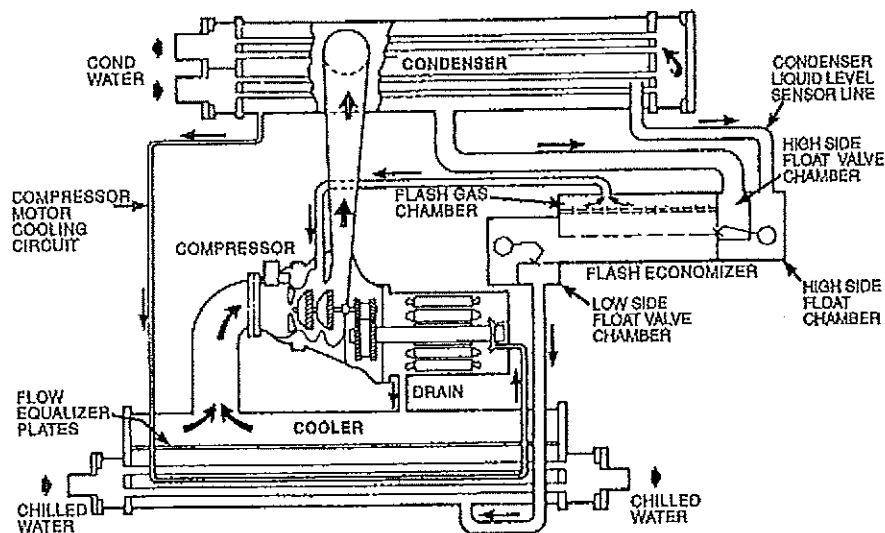 COND
WATER
CONDENSER
CONDENSER
LIQUID LEVEL
SENSOR LINE
HIGH SIDE
FLOAT VALVE
CHAMBER
FLASH GAS
CHAMBER
COMPRESSOR
MOTOR
COOLING
CIRCUIT
COMPRESSOR
FLASH ECONOMIZER
LOW SIDE
FLOAT VALVE
CHAMBER
HIGH SIDE
FLOAT
CHAMBER
DRAIN
FLOW
EQUALIZER
PLATES
COOLER
CHILLED
WATER
CHILLED
WATER